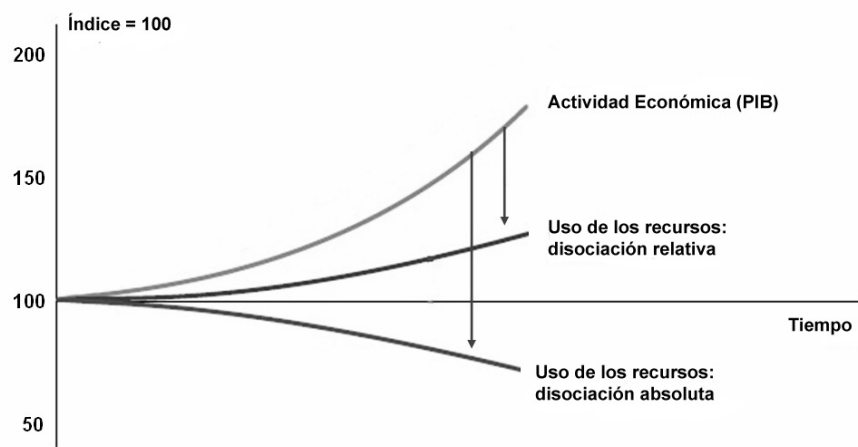 Índice = 100
200
Actividad Económica (PIB)
150
Uso de los recursos:
disociación relativa
100
Tiempo
Uso de los recursos:
disociación absoluta
50